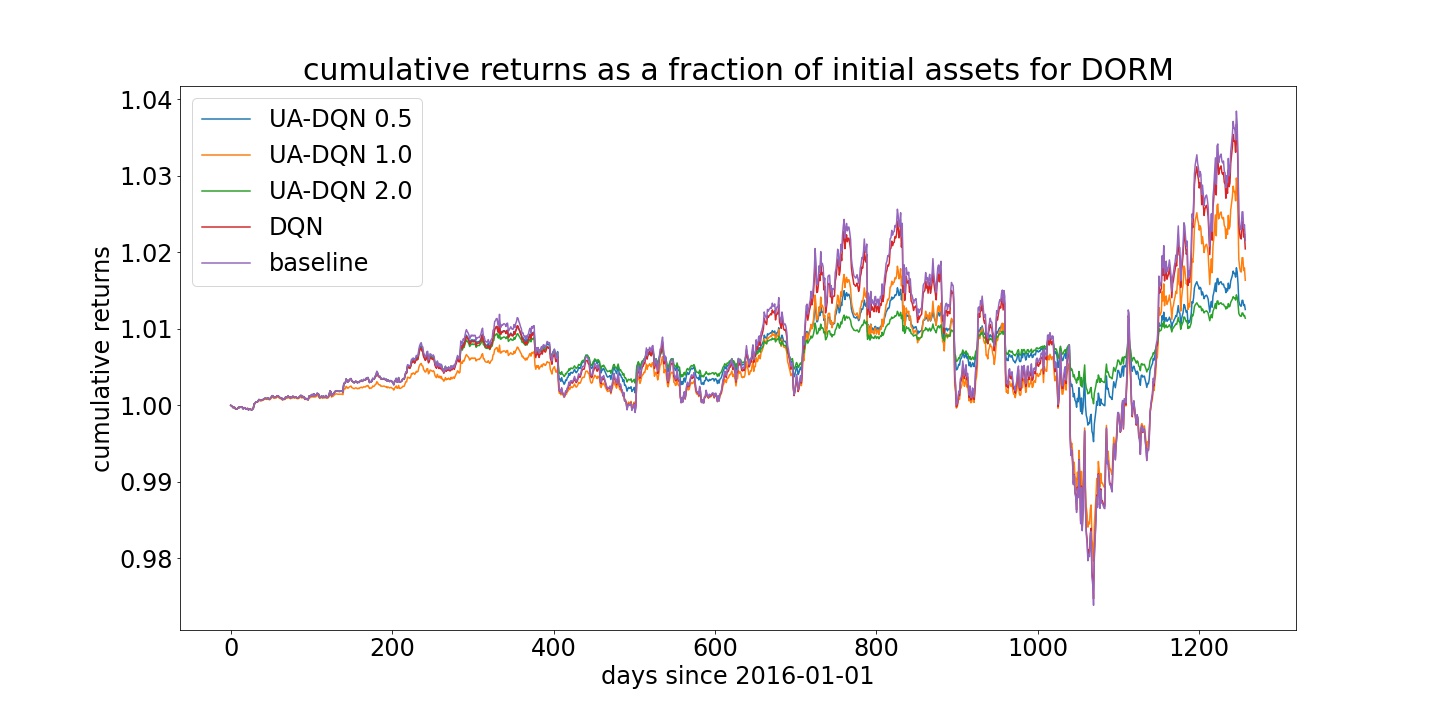 cumulative returns as a fraction of initial assets for DORM
1.04
1.03
1.02
1.01
1.00
0.99
0.98
cumulative returns
UA-DQN 0.5
UA-DQN 1.0
UA-DQN 2.0
DQN
baseline
0 200 400 600 800 1000 1200
days since 2016-01-01